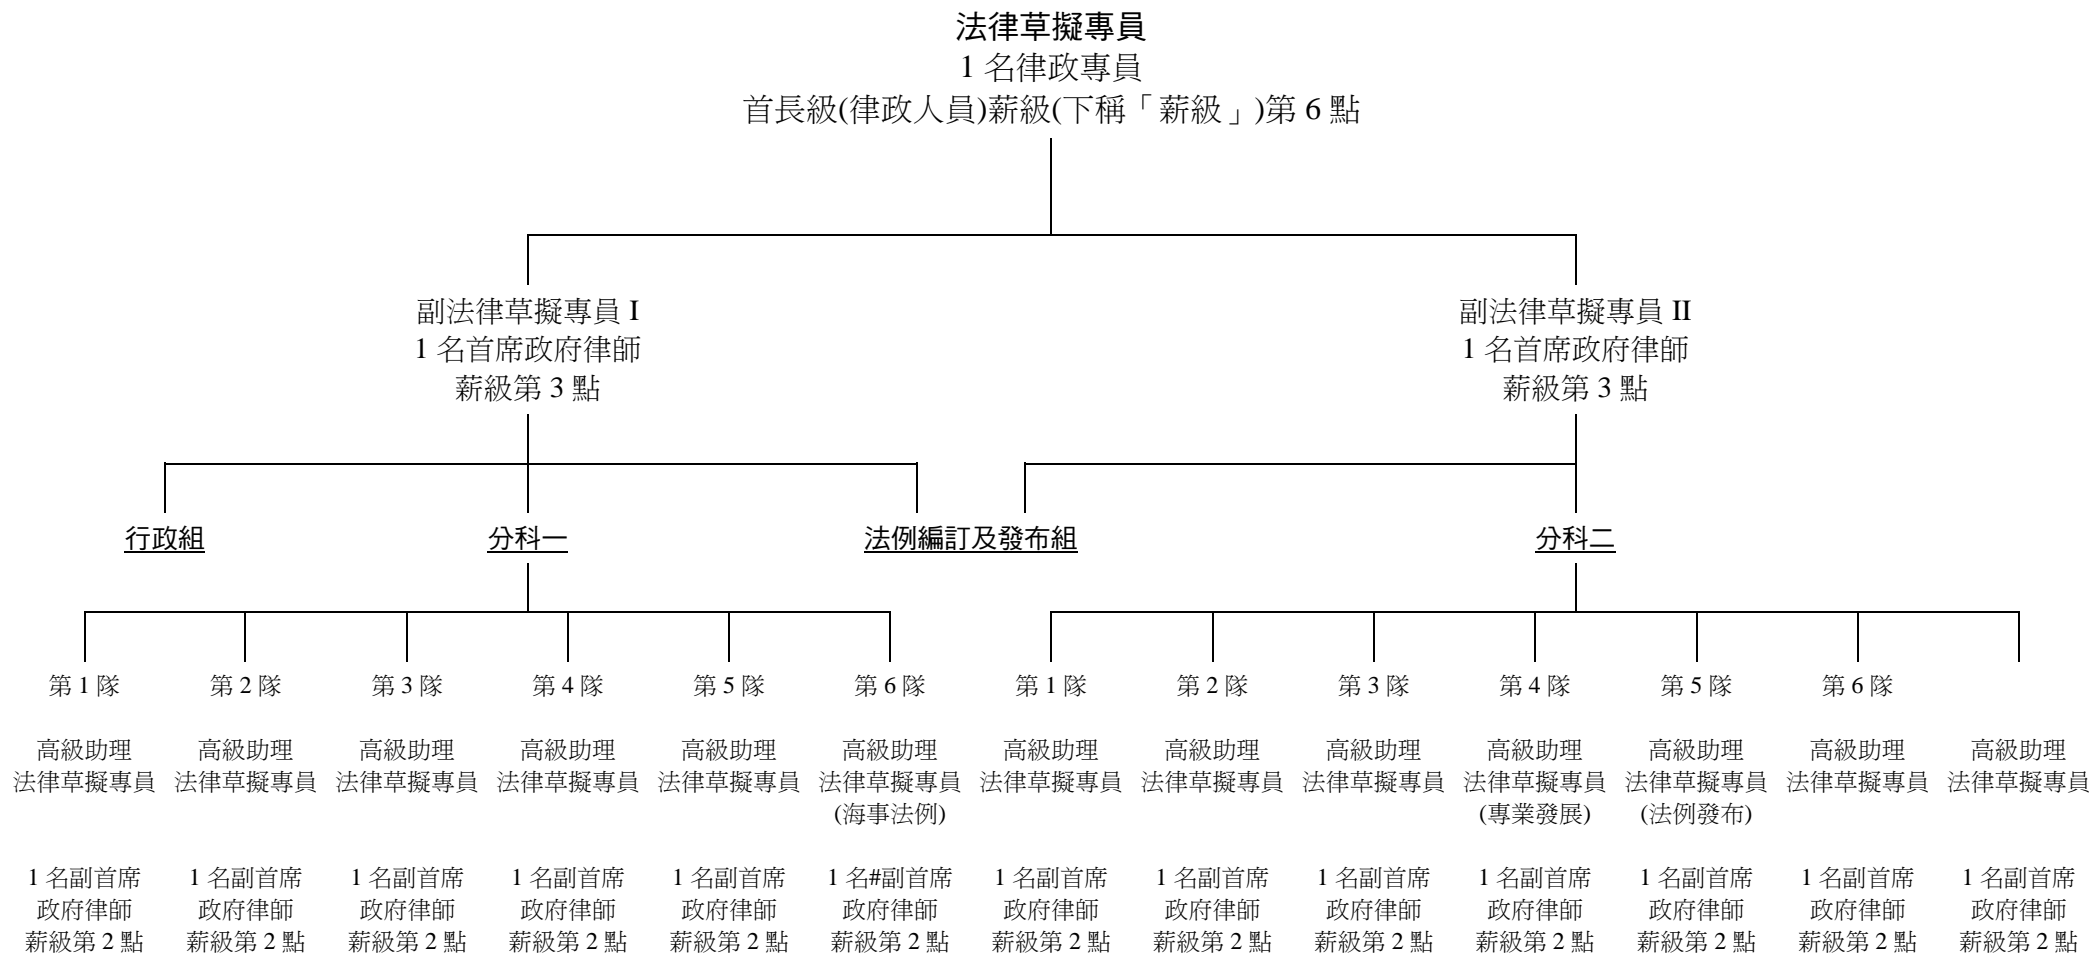 法律草擬專員
1 名律政專員
首長級(律政人員)薪級(下稱「薪級」)第 6 點
副法律草擬專員 I
1 名首席政府律師
薪級第 3 點
副法律草擬專員 II
1 名首席政府律師
薪級第 3 點
行政組
分科一
法例編訂及發布組
分科二
第 1 隊
高級助理
法律草擬專員
1 名副首席
政府律師
薪級第 2 點
第 2 隊
高級助理
法律草擬專員
1 名副首席
政府律師
薪級第 2 點
第 3 隊
高級助理
法律草擬專員
1 名副首席
政府律師
薪級第 2 點
第 4 隊
高級助理
法律草擬專員
1 名副首席
政府律師
薪級第 2 點
第 5 隊
高級助理
法律草擬專員
1 名副首席
政府律師
薪級第 2 點
第 6 隊
高級助理
法律草擬專員
(海事法例)
1 名#副首席
政府律師
薪級第 2 點
第 1 隊
高級助理
法律草擬專員
1 名副首席
政府律師
薪級第 2 點
第 2 隊
高級助理
法律草擬專員
1 名副首席
政府律師
薪級第 2 點
第 3 隊
高級助理
法律草擬專員
1 名副首席
政府律師
薪級第 2 點
第 4 隊
高級助理
法律草擬專員
(專業發展)
1 名副首席
政府律師
薪級第 2 點
第 5 隊
高級助理
法律草擬專員
(法例發布)
1 名副首席
政府律師
薪級第 2 點
第 6 隊
高級助理
法律草擬專員
1 名副首席
政府律師
薪級第 2 點
高級助理
法律草擬專員
1 名副首席
政府律師
薪級第 2 點